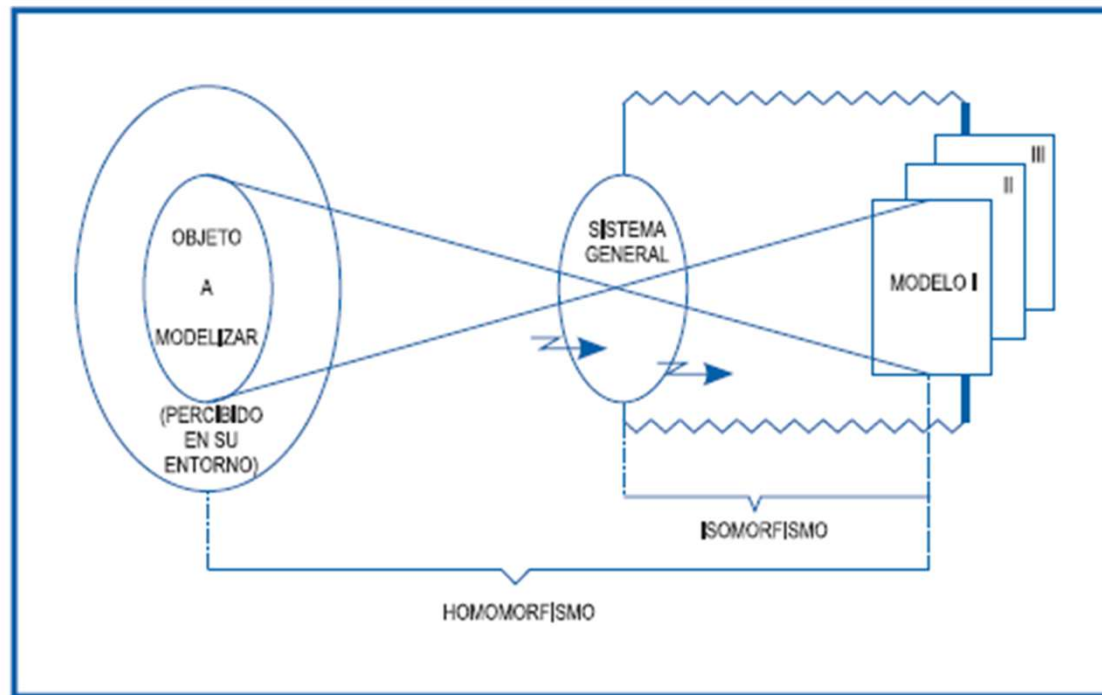 OBJETO
A
MODELIZAR
(PERCIBIDO
EN SU
ENTORNO)
SISTEMA
GENERAL
III
II
MODELO I
ISOMORFISMO
HOMOMORFISMO